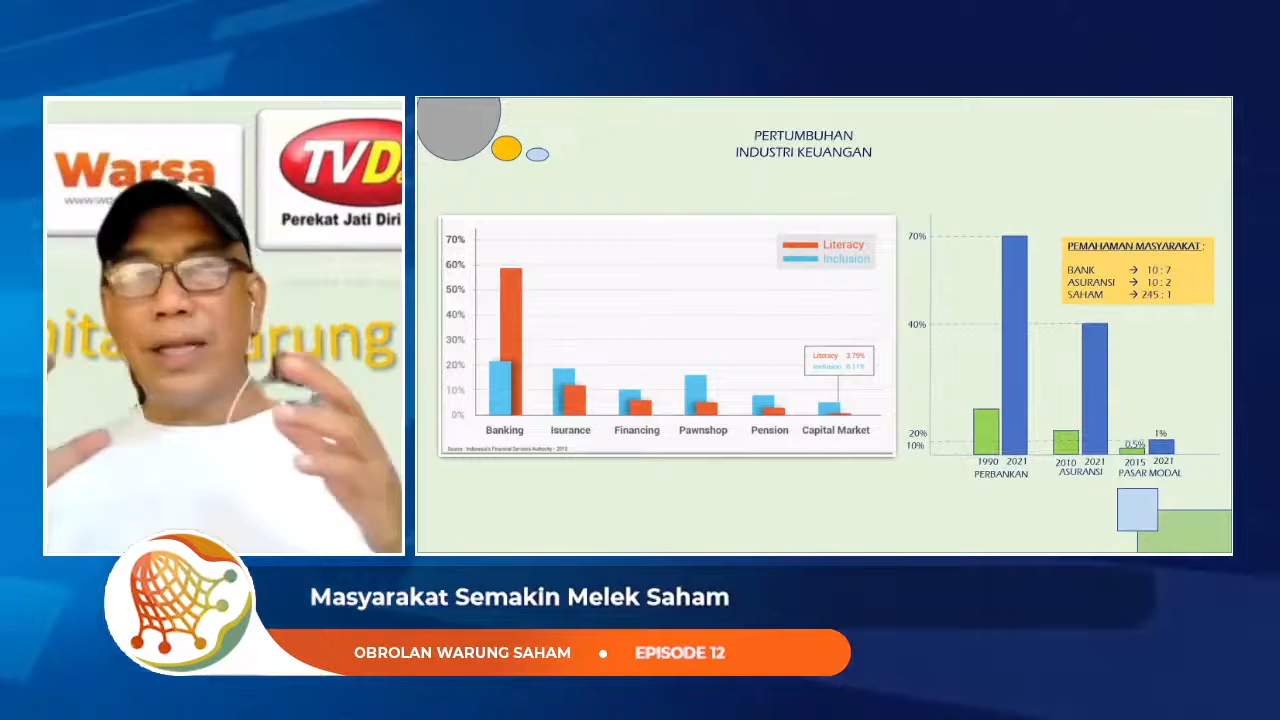 Warsa
TVD
Perekat Jati Diri
nita
arung
PERTUMBUHAN
INDUSTRI KEUANGAN
70%
60%
50%
40%
30%
20%
10%
0%
Literacy
Inclusion
Literacy 3.79%
Inclusion 0.11%
Banking
isurance
Financing
Pawnshop
Pension
Capital Market
Source : Indonesia's Financial Services Authority - 2013
70%
40%
20%
10%
PEMAHAMAN MASYARAKAT :
BANK → 10 : 7
ASURANSI → 10 : 2
SAHAM → 245 : 1
0.5%
1%
1990 2021
PERBANKAN
2010 2021
ASURANSI
2015 2021
PASAR MODAL
Masyarakat Semakin Melek Saham
OBROLAN WARUNG SAHAM • EPISODE 12